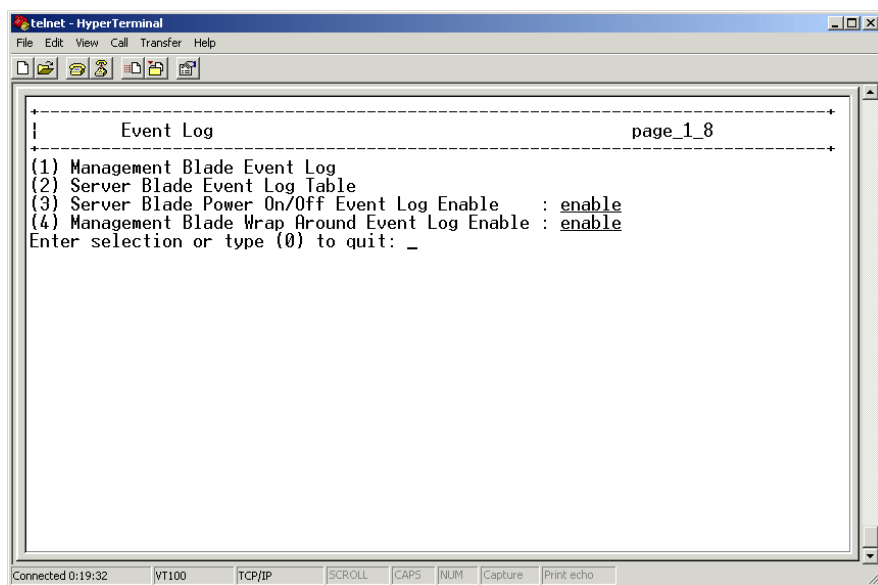 telnet - HyperTerminal
File Edit View Call Transfer Help
Event Log page_1_8
(1) Management Blade Event Log
(2) Server Blade Event Log Table
(3) Server Blade Power On/Off Event Log Enable : enable
(4) Management Blade Wrap Around Event Log Enable : enable
Enter selection or type (0) to quit: _
Connected 0:19:32 VT100 TCP/IP SCROLL CAPS NUM Capture Print echo